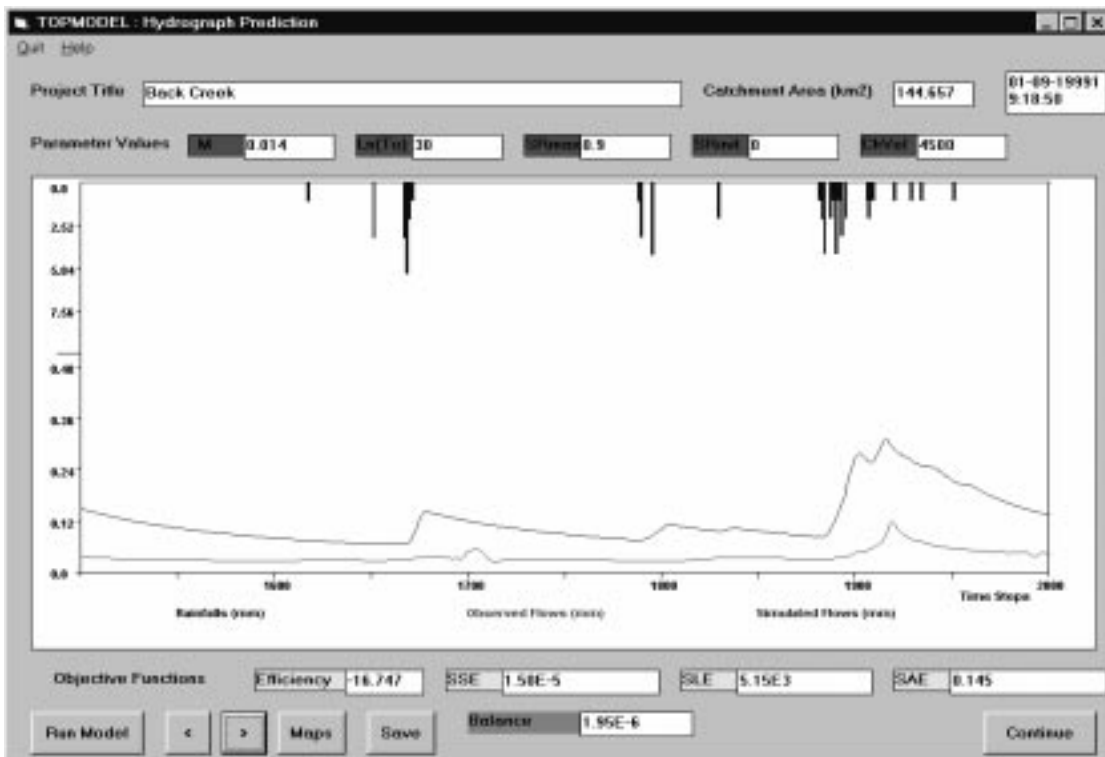 TOPMODEL : Hydrograph Prediction
Quit Help
Project Title Back Creek Catchment Area (km2) 144.657 01-09-19991
9:18:50
Parameter Values M 0.014 Ln(To) 30 SRmax 0.9 SRinit 0 ChVel 4500
0.0
2.52
5.04
7.56
0.48
0.36
0.24
0.12
0.0
1600 1700 1800 1900 2000
Time Steps
Rainfalls (mm) Observed Flows (mm) Simulated Flows (mm)
Objective Functions Efficiency -16.747 SSE 1.50E-5 SLE 5.15E3 SAE 0.145
Balance 1.95E-6
Run Model < > Maps Save Continue